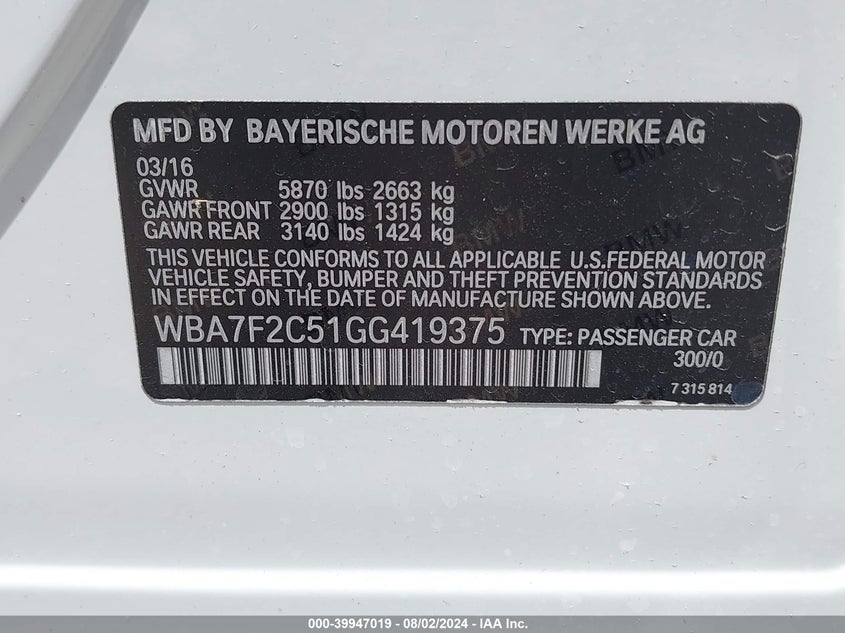 MFD BY BAYERISCHE MOTOREN WERKE AG
03/16
GVWR 5870 lbs 2663 kg
GAWR FRONT 2900 lbs 1315 kg
GAWR REAR 3140 lbs 1424 kg
THIS VEHICLE CONFORMS TO ALL APPLICABLE U.S.FEDERAL MOTOR
VEHICLE SAFETY, BUMPER AND THEFT PREVENTION STANDARDS
IN EFFECT ON THE DATE OF MANUFACTURE SHOWN ABOVE.
WBA7F2C51GG419375 TYPE: PASSENGER CAR
300/0
7 315 814
000-39947019 - 08/02/2024 - IAA Inc.